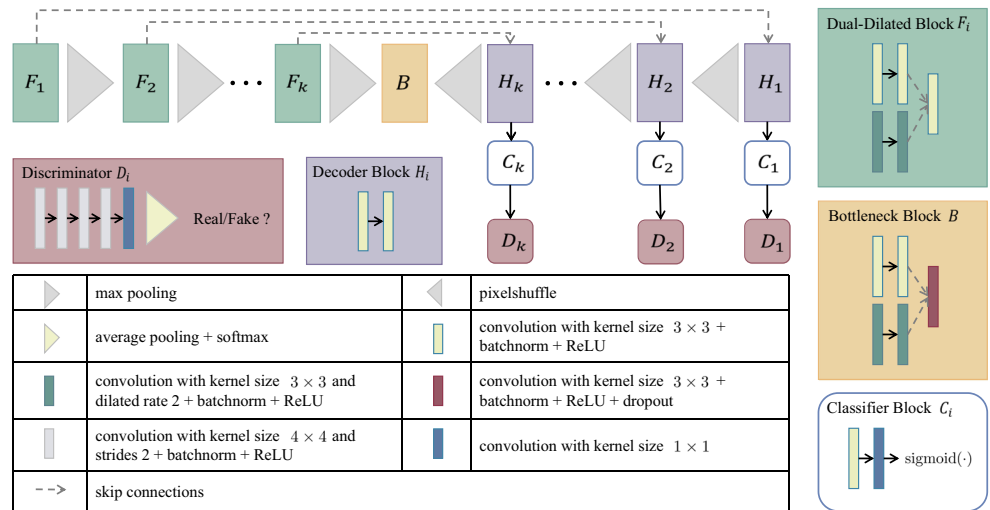 F₁ F₂ ••• Fₖ B Hₖ ••• H₂ H₁
Cₖ C₂ C₁
Dₖ D₂ D₁
Discriminator Dᵢ
Real/Fake ?
Decoder Block Hᵢ
max pooling
pixelshuffle
average pooling + softmax
convolution with kernel size 3 × 3 +
batchnorm + ReLU
convolution with kernel size 3 × 3 and
dilated rate 2 + batchnorm + ReLU
convolution with kernel size 3 × 3 +
batchnorm + ReLU + dropout
convolution with kernel size 4 × 4 and
strides 2 + batchnorm + ReLU
convolution with kernel size 1 × 1
skip connections
Dual-Dilated Block Fᵢ
Bottleneck Block B
Classifier Block Cᵢ
sigmoid(·)